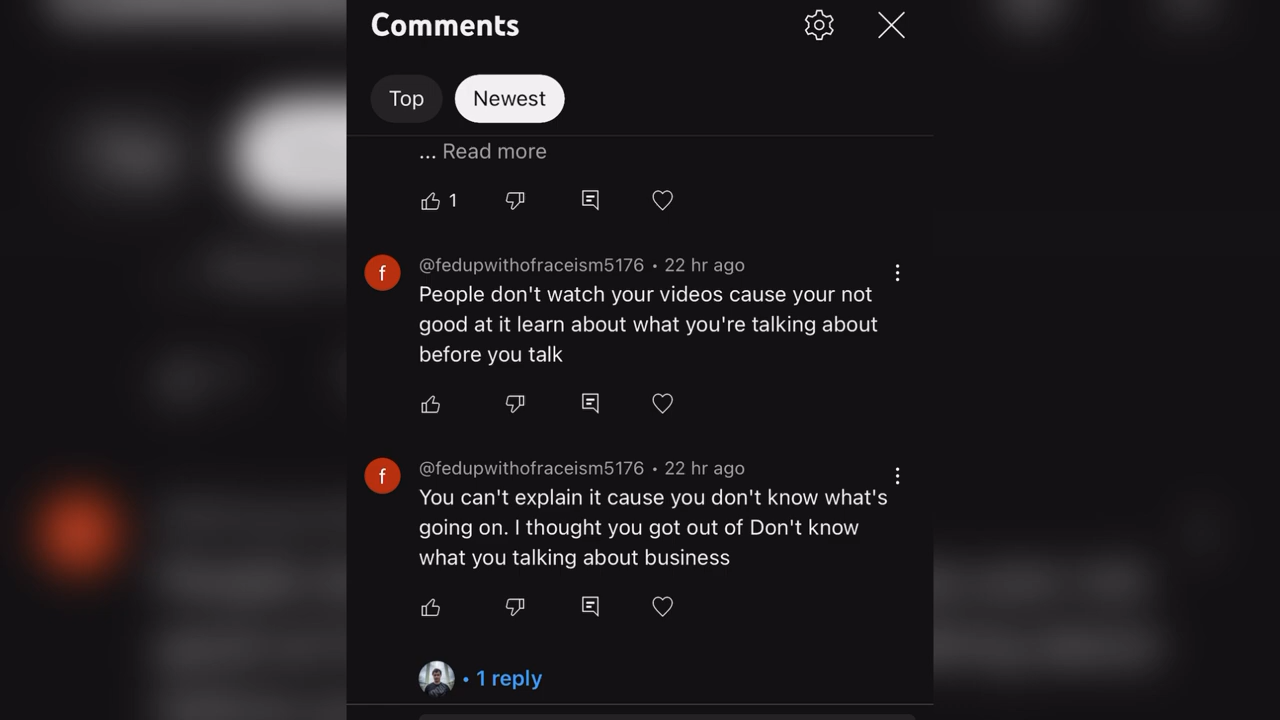 Comments
Top
Newest
... Read more
1
f
@fedupwithofraceism5176 • 22 hr ago
People don't watch your videos cause your not
good at it learn about what you're talking about
before you talk
f
@fedupwithofraceism5176 • 22 hr ago
You can't explain it cause you don't know what's
going on. I thought you got out of Don't know
what you talking about business
• 1 reply